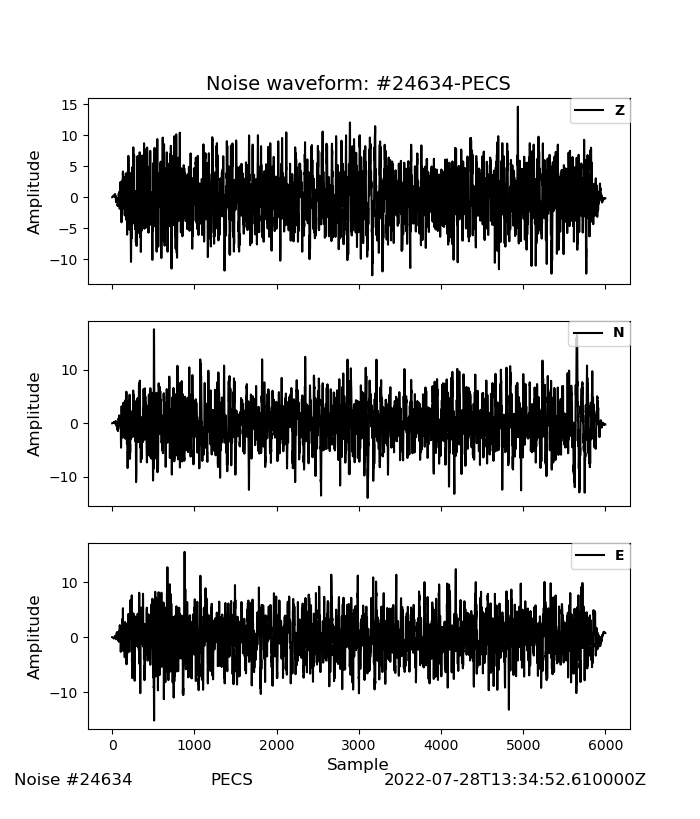 Noise waveform: #24634-PECS
Z
15
10
5
0
−5
−10
Amplitude
N
10
0
−10
Amplitude
E
10
0
−10
Amplitude
0 1000 2000 3000 4000 5000 6000
Sample
Noise #24634 PECS 2022-07-28T13:34:52.610000Z